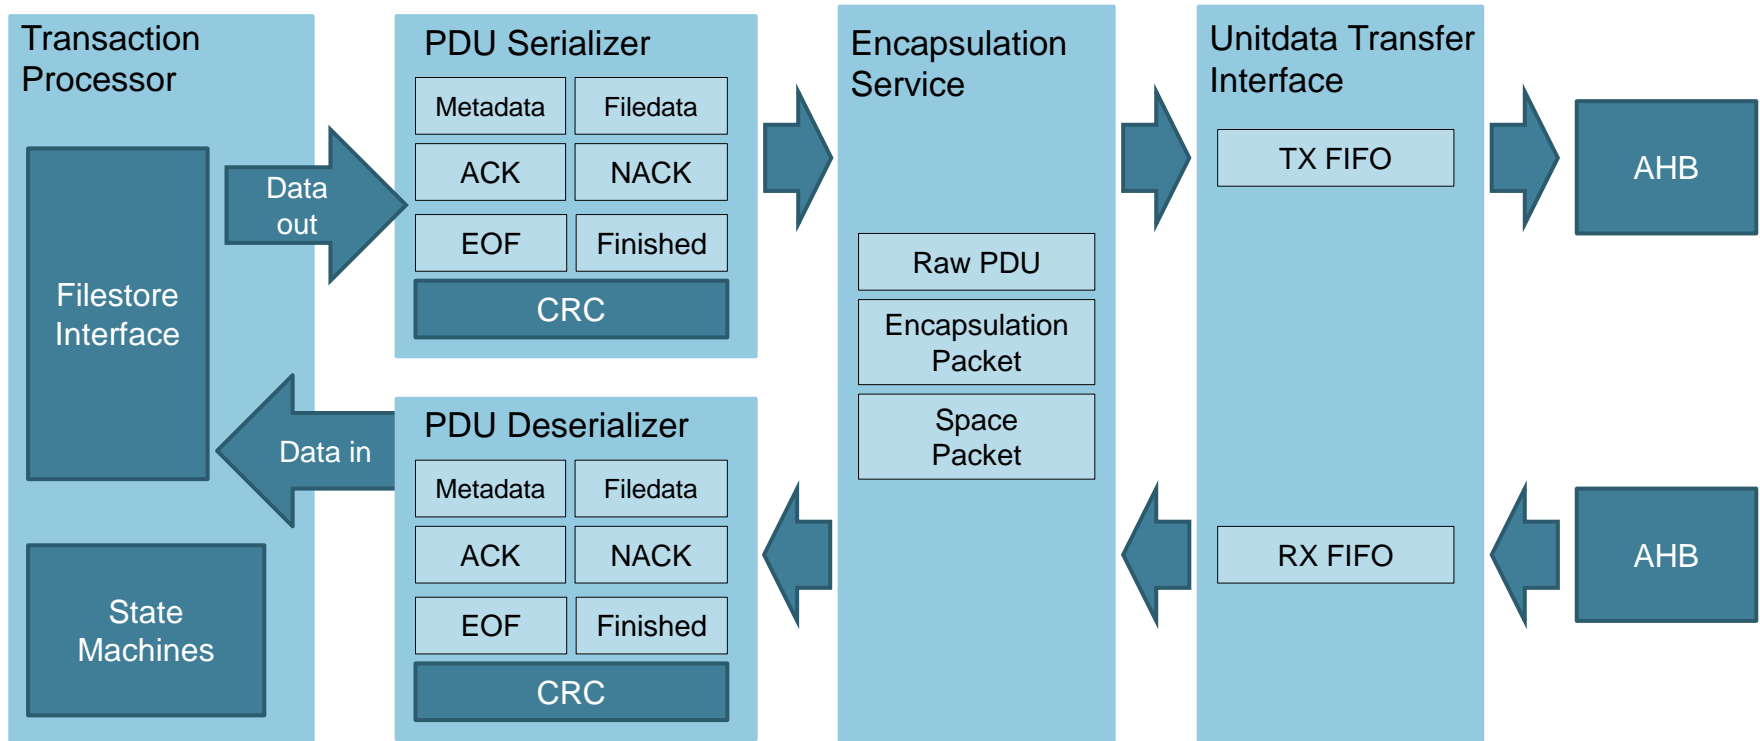 Transaction
Processor
Filestore
Interface
State
Machines
Data
out
Data in
PDU Serializer
Metadata
Filedata
ACK
NACK
EOF
Finished
CRC
PDU Deserializer
Metadata
Filedata
ACK
NACK
EOF
Finished
CRC
Encapsulation
Service
Raw PDU
Encapsulation
Packet
Space
Packet
Unitdata Transfer
Interface
TX FIFO
RX FIFO
AHB
AHB